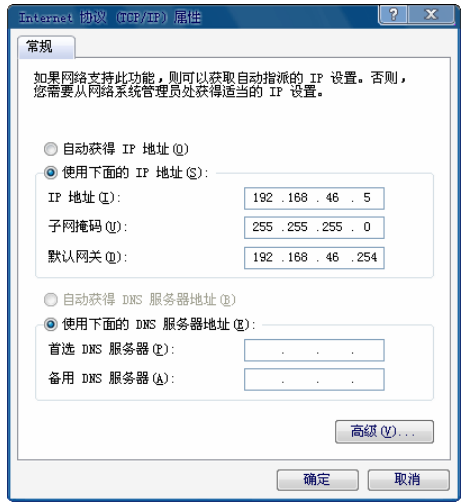 Internet 协议 (TCP/IP) 属性
常规
如果网络支持此功能,则可以获取自动指派的 IP 设置。否则,
您需要从网络系统管理员处获得适当的 IP 设置。
自动获得 IP 地址(O)
使用下面的 IP 地址(S):
IP 地址(I): 192 .168 . 46 . 5
子网掩码(U): 255 .255 .255 . 0
默认网关(D): 192 .168 . 46 .254
自动获得 DNS 服务器地址(B)
使用下面的 DNS 服务器地址(E):
首选 DNS 服务器(P): . . .
备用 DNS 服务器(A): . . .
高级(V)...
确定 取消